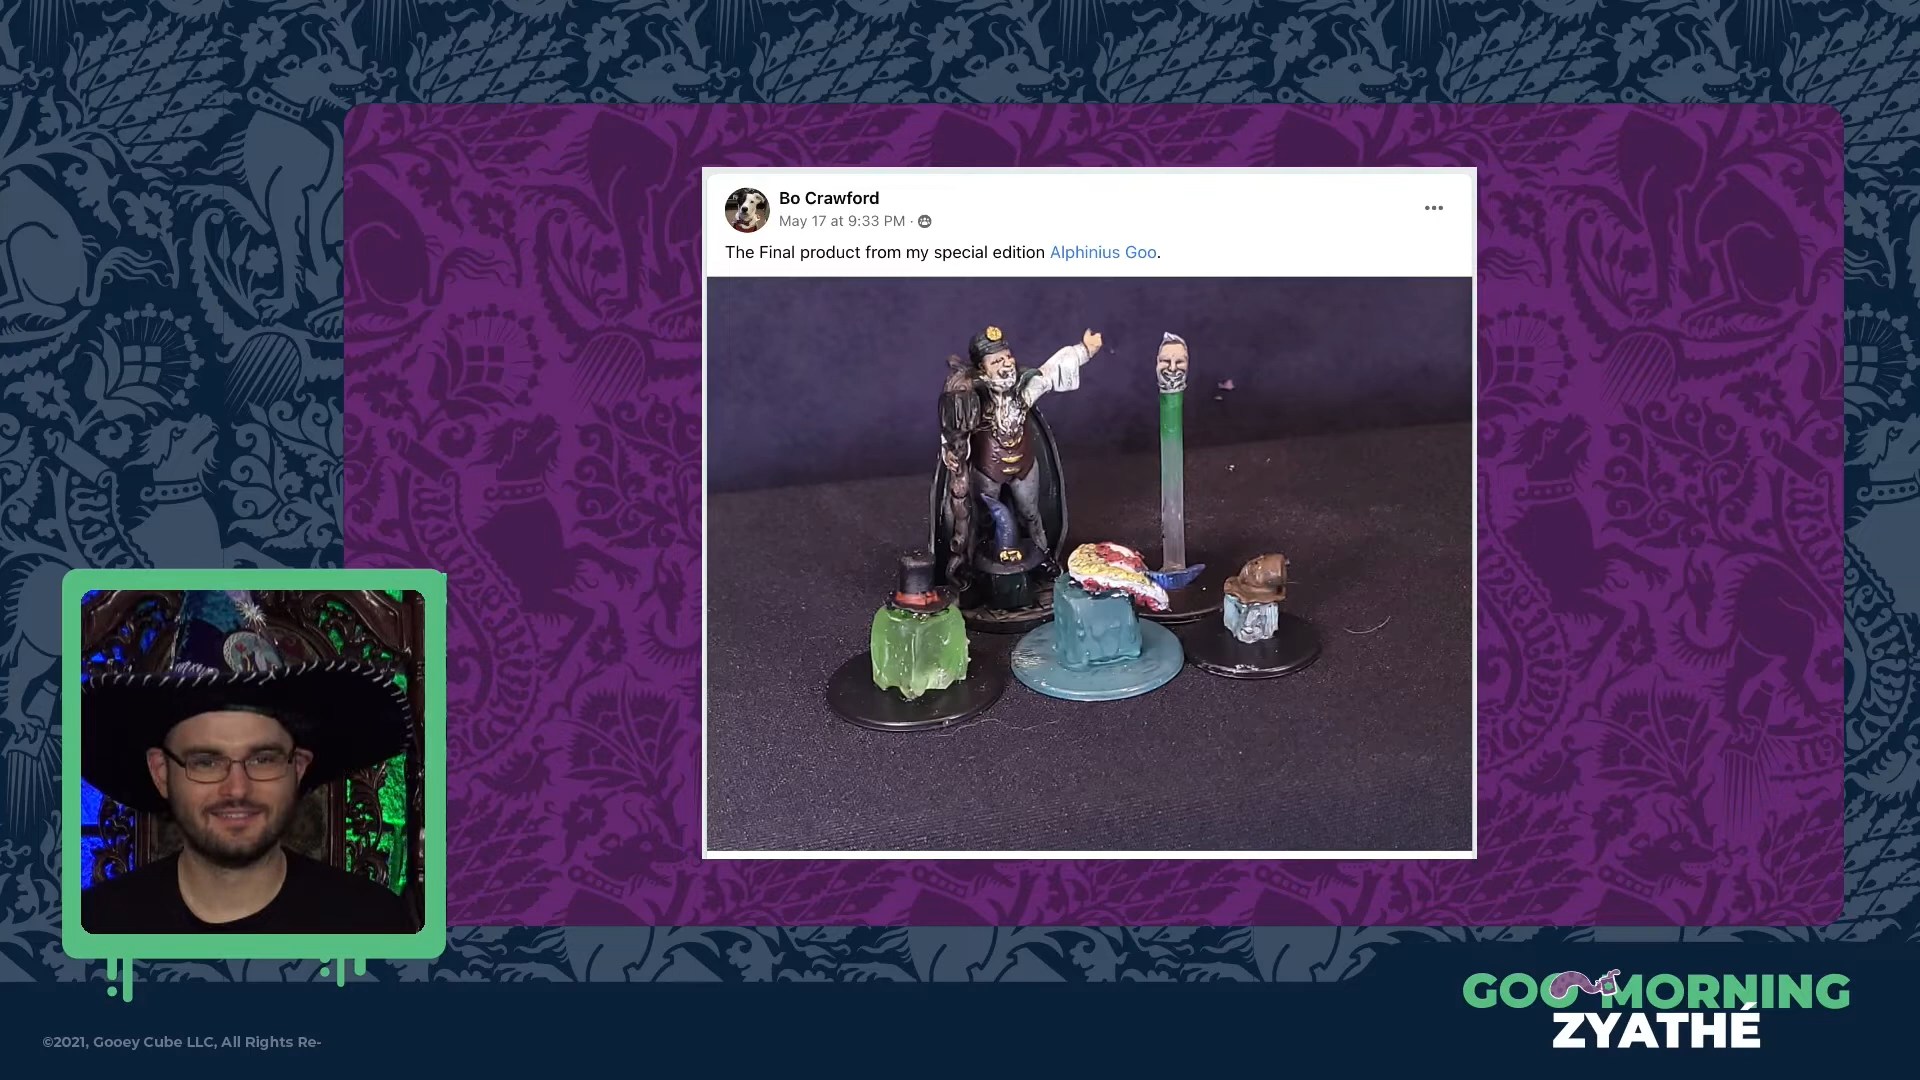 Bo Crawford
May 17 at 9:33 PM ·
The Final product from my special edition Alphinius Goo.
GOO MORNING
ZYATHÉ
©2021, Gooey Cube LLC, All Rights Re-